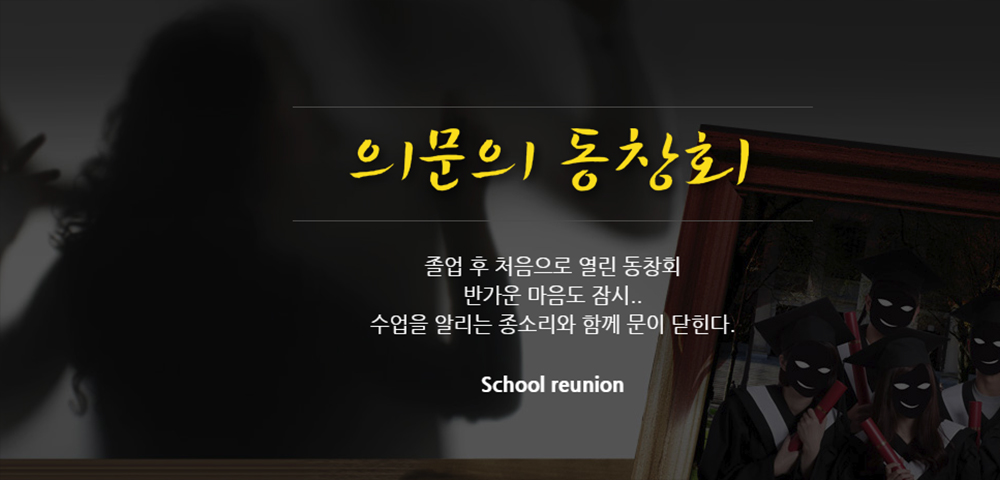 의문의 동창회
졸업 후 처음으로 열린 동창회
반가운 마음도 잠시..
수업을 알리는 종소리와 함께 문이 닫힌다.
School reunion